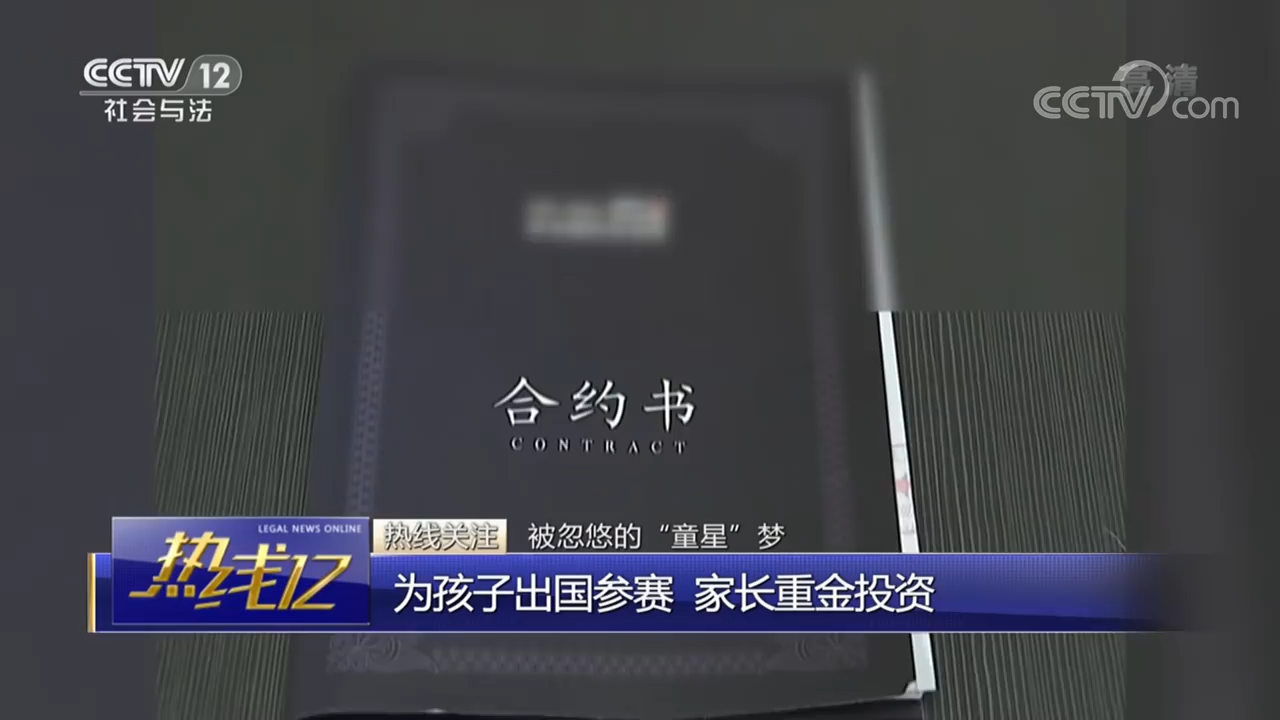 CCTV 12
社会与法
高清
CCTV.com
合约书
CONTRACT
LEGAL NEWS ONLINE
热线12
热线关注 被忽悠的“童星”梦
为孩子出国参赛 家长重金投资